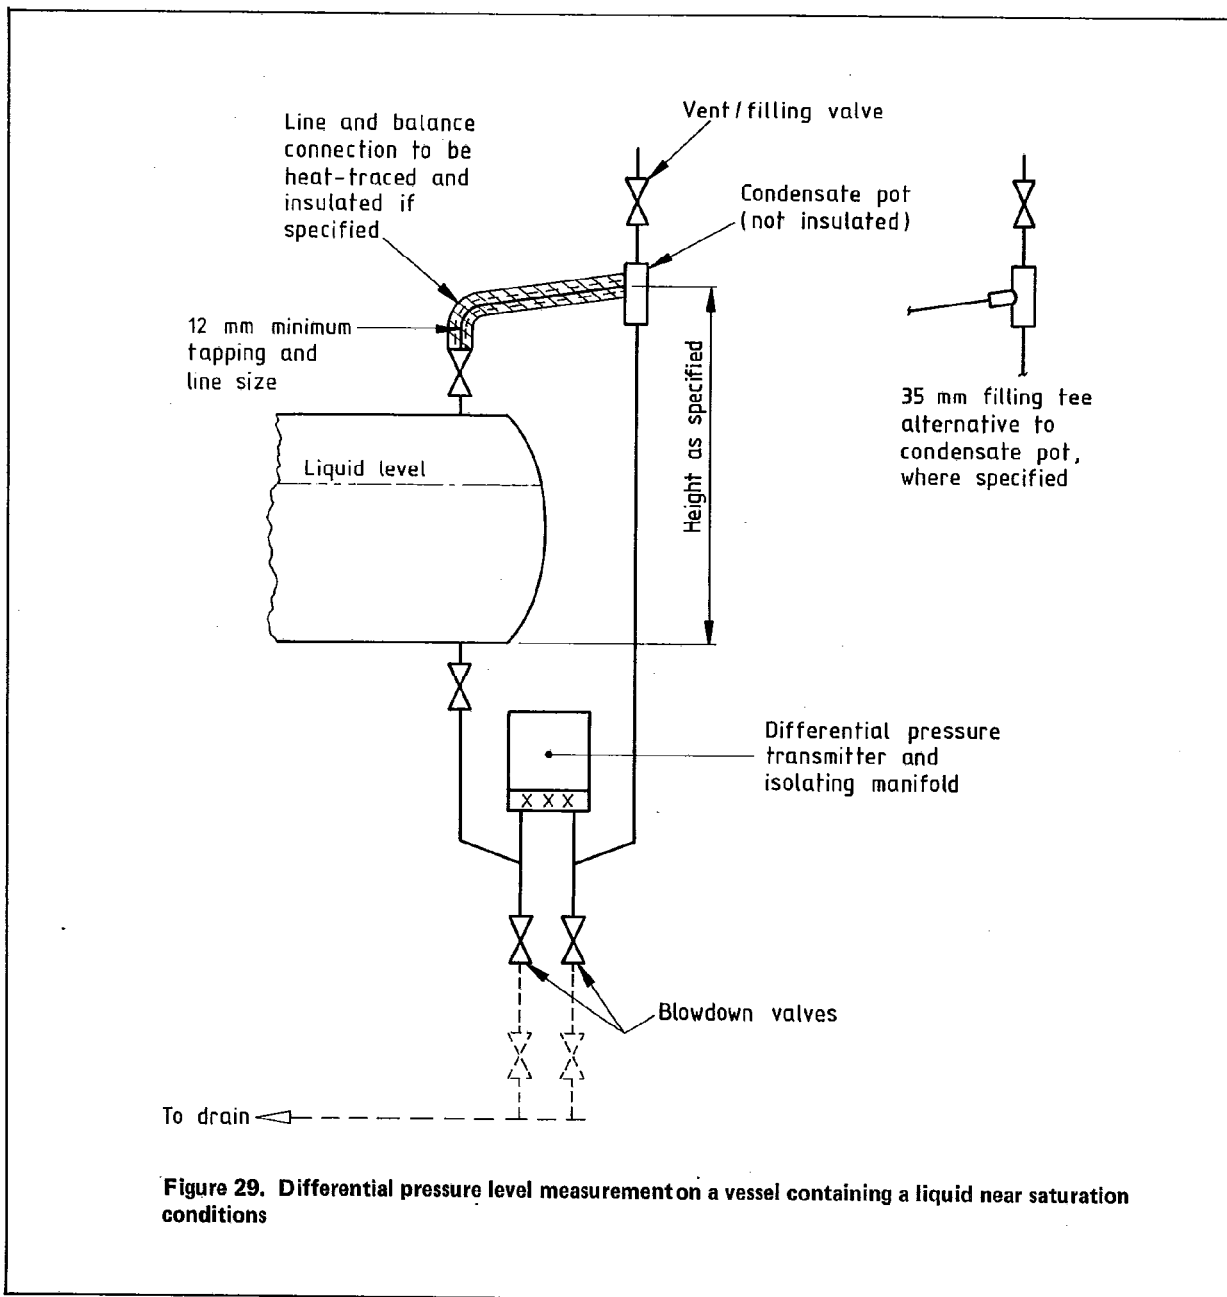 Line and balance
connection to be
heat-traced and
insulated if
specified
Vent/filling valve
Condensate pot
(not insulated)
12 mm minimum
tapping and
line size
Height as specified
35 mm filling tee
alternative to
condensate pot,
where specified
Liquid level
Differential pressure
transmitter and
isolating manifold
X X X
Blowdown valves
To drain
Figure 29. Differential pressure level measurement on a vessel containing a liquid near saturation
conditions